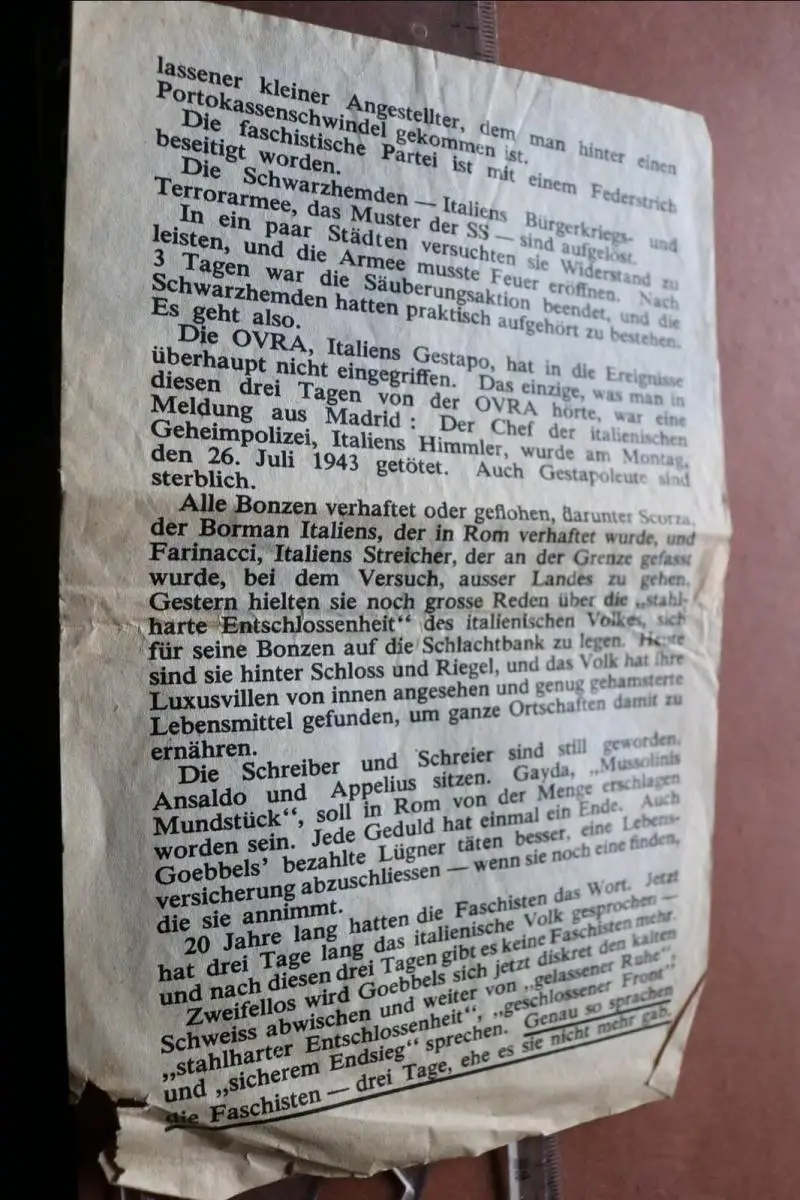 lassener kleiner Angestellter, dem man hinter einen
Portokassenschwindel gekommen ist.
Die faschistische Partei ist mit einem Federstrich
beseitigt worden.
Die Schwarzhemden — Italiens Bürgerkriegs- und
Terrorarmee, das Muster der SS — sind aufgelöst.
In ein paar Städten versuchten sie Widerstand zu
leisten, und die Armee musste Feuer eröffnen. Nach
3 Tagen war die Säuberungsaktion beendet, und die
Schwarzhemden hatten praktisch aufgehört zu bestehen.
Es geht also.
Die OVRA, Italiens Gestapo, hat in die Ereignisse
überhaupt nicht eingegriffen. Das einzige, was man in
diesen drei Tagen von der OVRA hörte, war eine
Meldung aus Madrid : Der Chef der italienischen
Geheimpolizei, Italiens Himmler, wurde am Montag,
den 26. Juli 1943 getötet. Auch Gestapoleute sind
sterblich.
Alle Bonzen verhaftet oder geflohen, darunter Scorza,
der Borman Italiens, der in Rom verhaftet wurde, und
Farinacci, Italiens Streicher, der an der Grenze gefasst
wurde, bei dem Versuch, ausser Landes zu gehen.
Gestern hielten sie noch grosse Reden über die „stahl-
harte Entschlossenheit“ des italienischen Volkes, sich
für seine Bonzen auf die Schlachtbank zu legen. Heute
sind sie hinter Schloss und Riegel, und das Volk hat ihre
Luxusvillen von innen angesehen und genug gehamsterte
Lebensmittel gefunden, um ganze Ortschaften damit zu
ernähren.
Die Schreiber und Schreier sind still geworden.
Ansaldo und Appelius sitzen. Gayda, „Mussolinis
Mundstück“, soll in Rom von der Menge erschlagen
worden sein. Jede Geduld hat einmal ein Ende. Auch
Goebbels’ bezahlte Lügner täten besser, eine Lebens-
versicherung abzuschliessen — wenn sie noch eine finden,
die sie annimmt.
20 Jahre lang hatten die Faschisten das Wort. Jetzt
hat drei Tage lang das italienische Volk gesprochen —
und nach diesen drei Tagen gibt es keine Faschisten mehr.
Zweifellos wird Goebbels sich jetzt diskret den kalten
Schweiss abwischen und weiter von „gelassener Ruhe“,
„stahlharter Entschlossenheit“, „geschlossener Front“
und „sicherem Endsieg“ sprechen. Genau so sprachen
die Faschisten — drei Tage, ehe es sie nicht mehr gab.